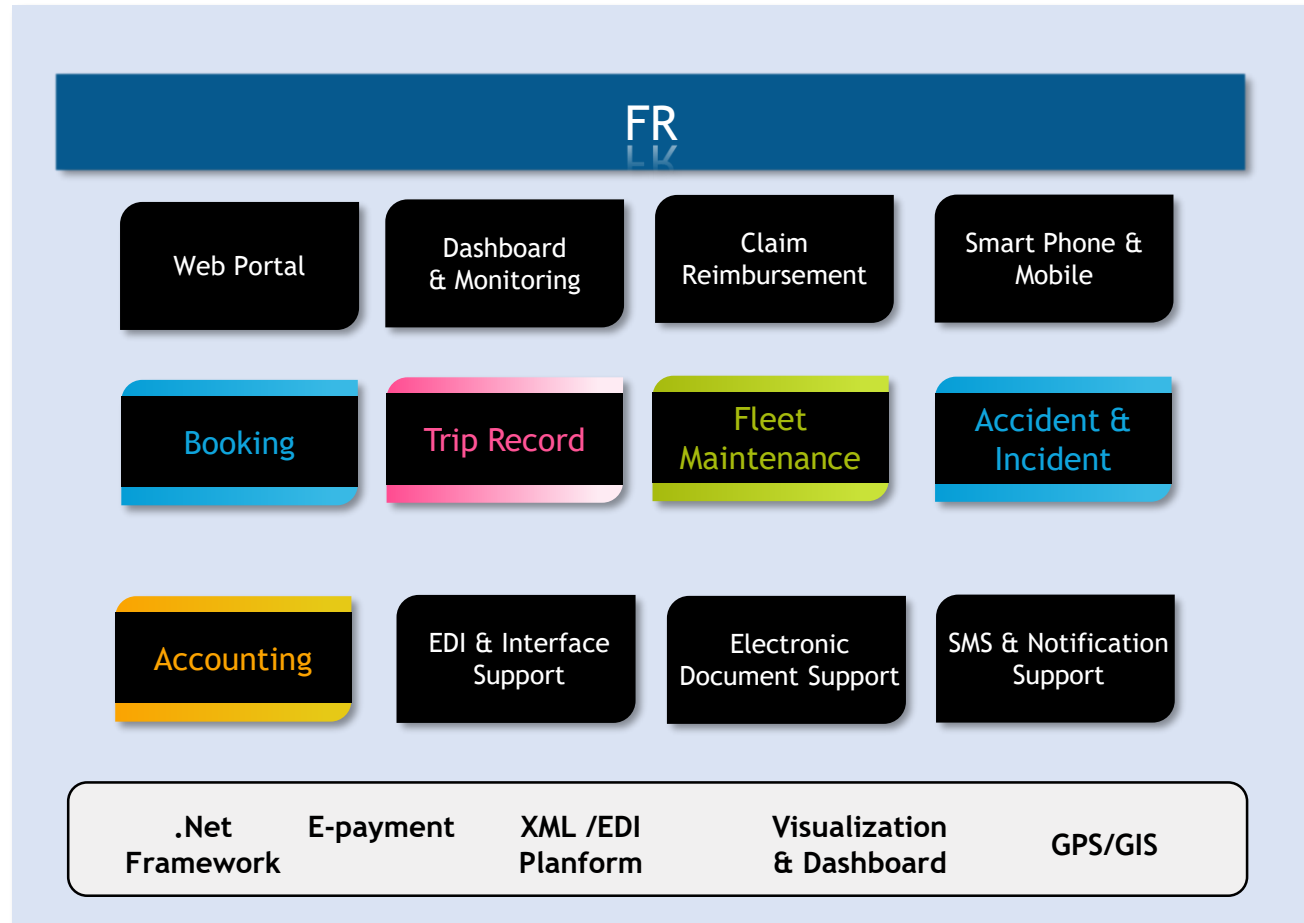 FR
Web Portal
Dashboard
& Monitoring
Claim
Reimbursement
Smart Phone &
Mobile
Booking
Trip Record
Fleet
Maintenance
Accident &
Incident
Accounting
EDI & Interface
Support
Electronic
Document Support
SMS & Notification
Support
.Net
Framework
E-payment
XML /EDI
Planform
Visualization
& Dashboard
GPS/GIS